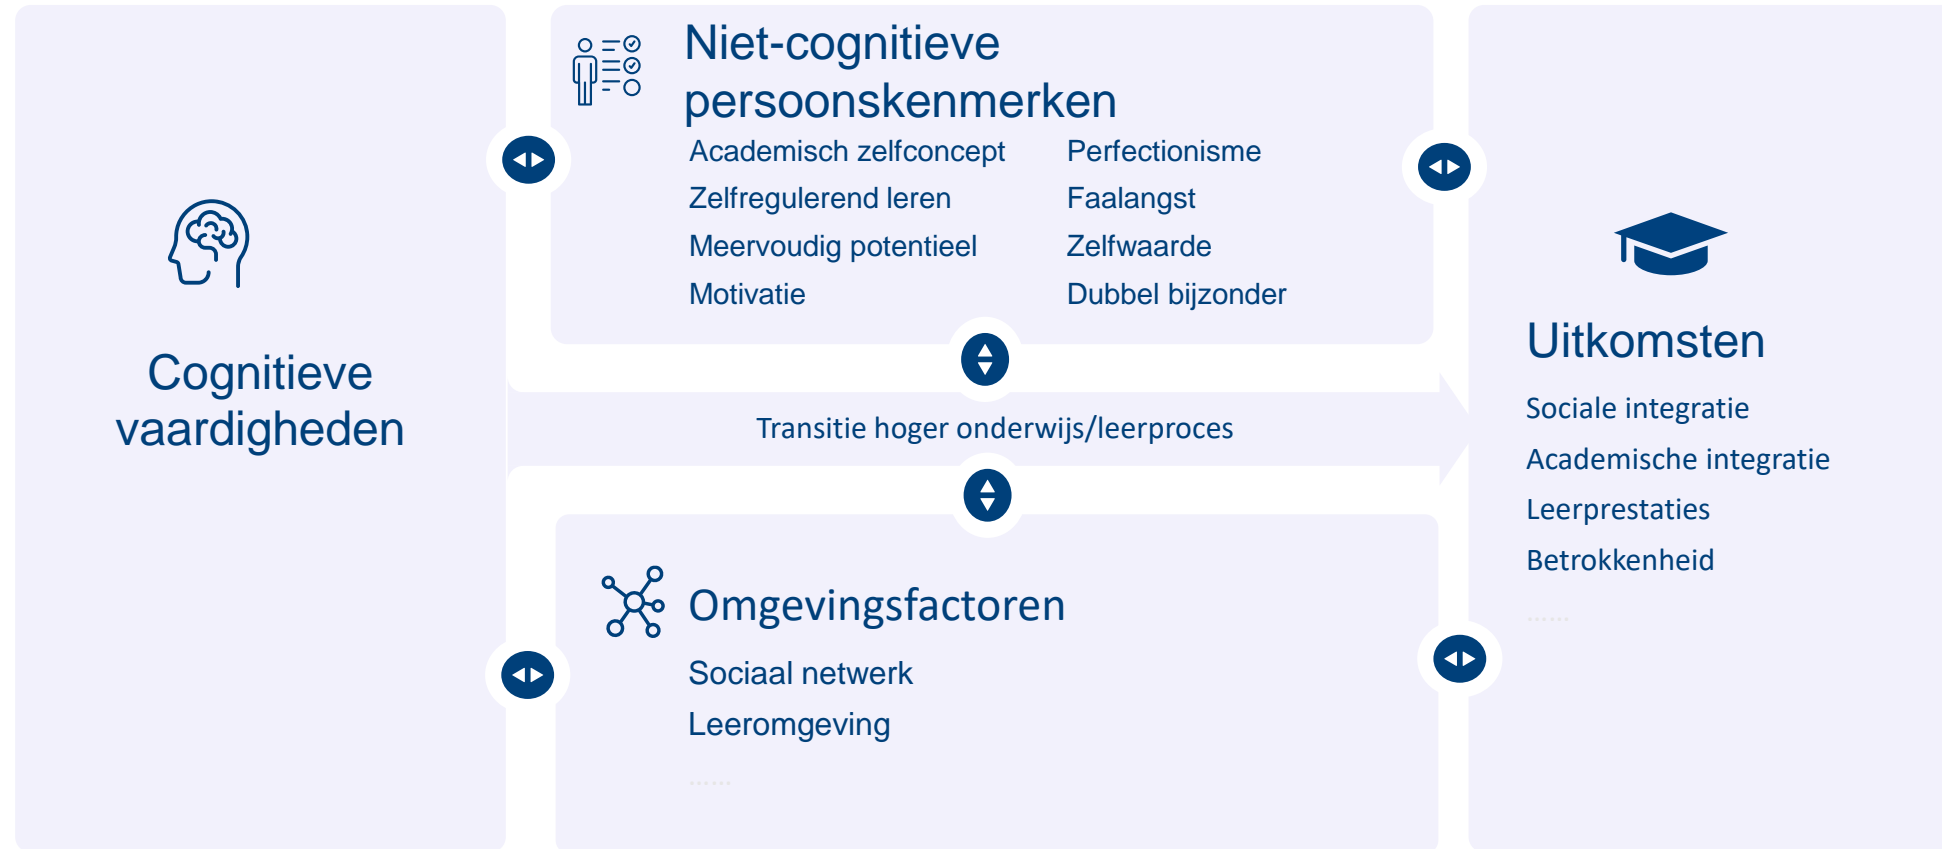 Cognitieve
vaardigheden
Niet-cognitieve
persoonskenmerken
Academisch zelfconcept
Zelfregulerend leren
Meervoudig potentieel
Motivatie
Perfectionisme
Faalangst
Zelfwaarde
Dubbel bijzonder
Transitie hoger onderwijs/leerproces
Omgevingsfactoren
Sociaal netwerk
Leeromgeving
......
Uitkomsten
Sociale integratie
Academische integratie
Leerprestaties
Betrokkenheid
......